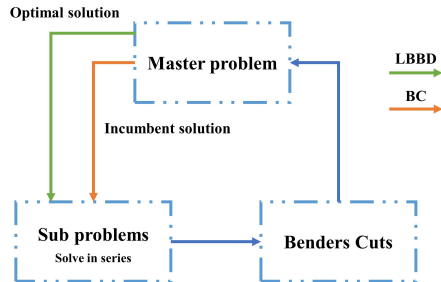 Optimal solution
Master problem
LBBD
BC
Incumbent solution
Sub problems
Solve in series
Benders Cuts